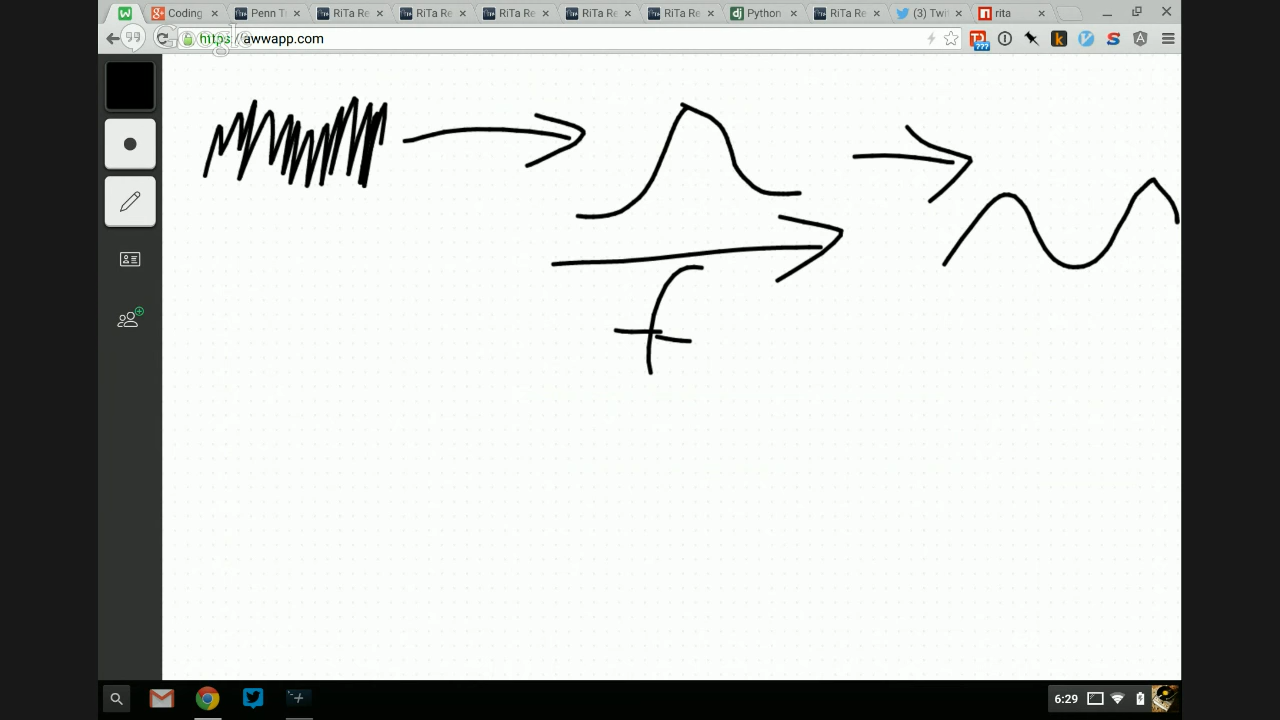 Coding
Penn T
RiTa Re
RiTa Re
RiTa Re
RiTa Re
RiTa Re
Python
RiTa Re
(3) Twi
rita
https://awwapp.com
???
f
6:29